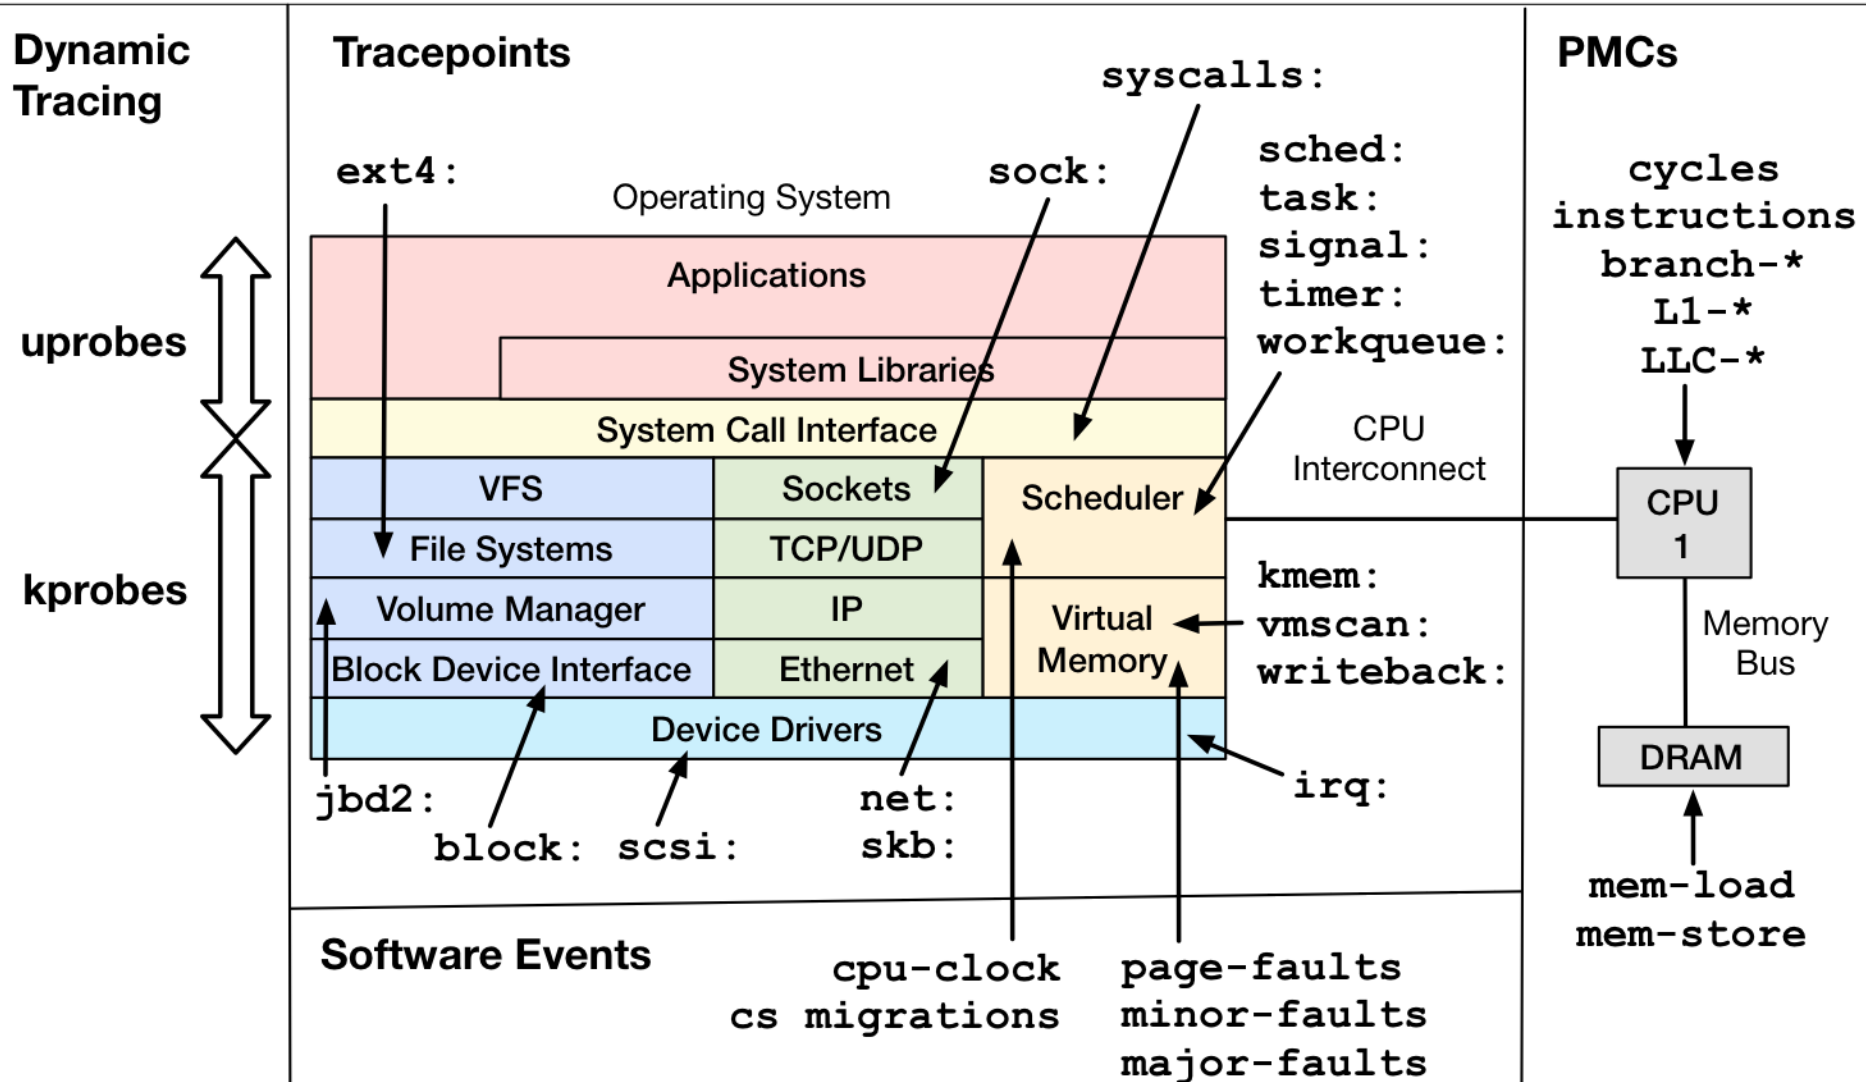 Dynamic
Tracing
uprobes
kprobes
Tracepoints
syscalls:
ext4:
Operating System
sock:
sched:
task:
signal:
timer:
workqueue:
Applications
System Libraries
System Call Interface
VFS
Sockets
Scheduler
File Systems
TCP/UDP
Volume Manager
IP
Virtual
Memory
Block Device Interface
Ethernet
Device Drivers
CPU
Interconnect
kmem:
vmscan:
writeback:
irq:
jbd2:
block:
scsi:
net:
skb:
Software Events
cpu-clock
cs migrations
page-faults
minor-faults
major-faults
PMCs
cycles
instructions
branch-*
L1-*
LLC-*
CPU
1
Memory
Bus
DRAM
mem-load
mem-store